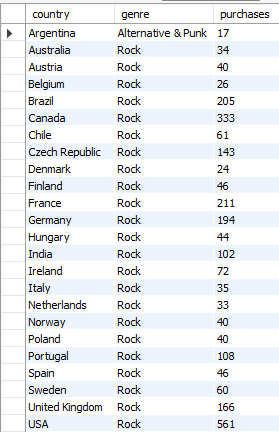 country genre purchases
Argentina Alternative & Punk 17
Australia Rock 34
Austria Rock 40
Belgium Rock 26
Brazil Rock 205
Canada Rock 333
Chile Rock 61
Czech Republic Rock 143
Denmark Rock 24
Finland Rock 46
France Rock 211
Germany Rock 194
Hungary Rock 44
India Rock 102
Ireland Rock 72
Italy Rock 35
Netherlands Rock 33
Norway Rock 40
Poland Rock 40
Portugal Rock 108
Spain Rock 46
Sweden Rock 60
United Kingdom Rock 166
USA Rock 561